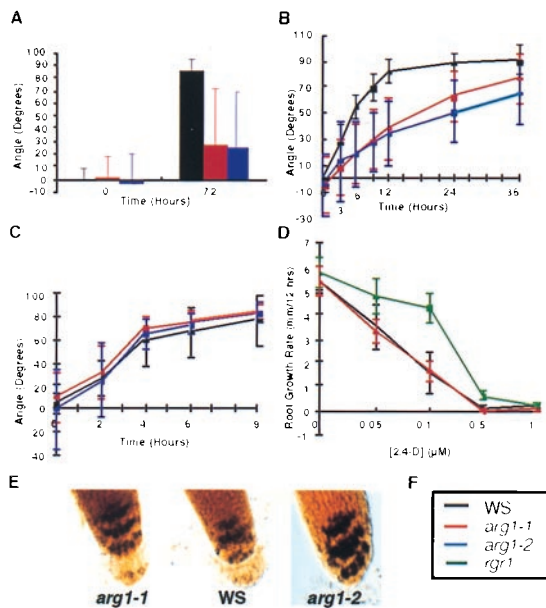 A
Angle (Degrees)
100
90
80
70
60
50
40
30
20
10
0
-10
0
72
Time (Hours)
B
Angle (Degrees)
110
90
70
50
30
10
-10
-30
3
6
12
24
36
Time (Hours)
C
Angle (Degrees)
100
80
60
40
20
0
20
40
0
2
4
6
9
Time (Hours)
D
Root Growth Rate (mm/12 hrs)
7
6
5
4
3
2
1
0
-1
0
0 05
0 1
0 5
1
[2,4-D] (µM)
E
arg1-1
WS
arg1-2
F
WS
arg1-1
arg1-2
rgr1